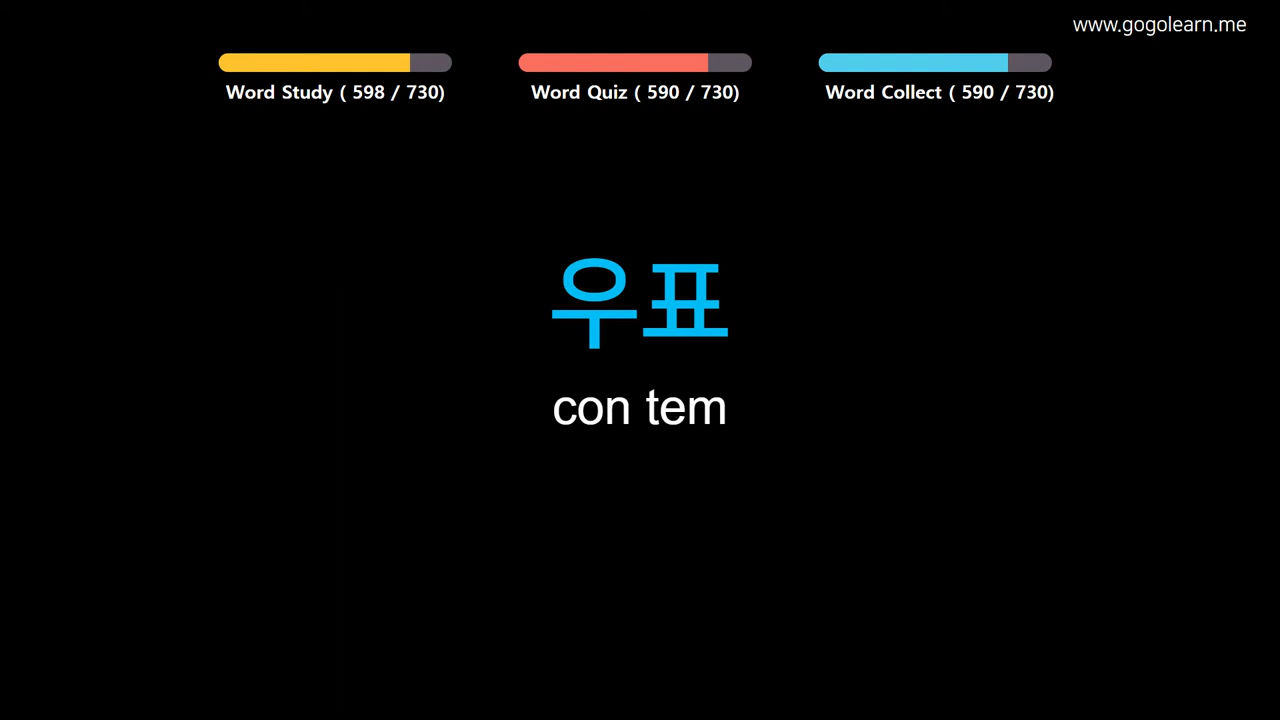 www.gogolearn.me
Word Study ( 598 / 730)
Word Quiz ( 590 / 730)
Word Collect ( 590 / 730)
우표
con tem